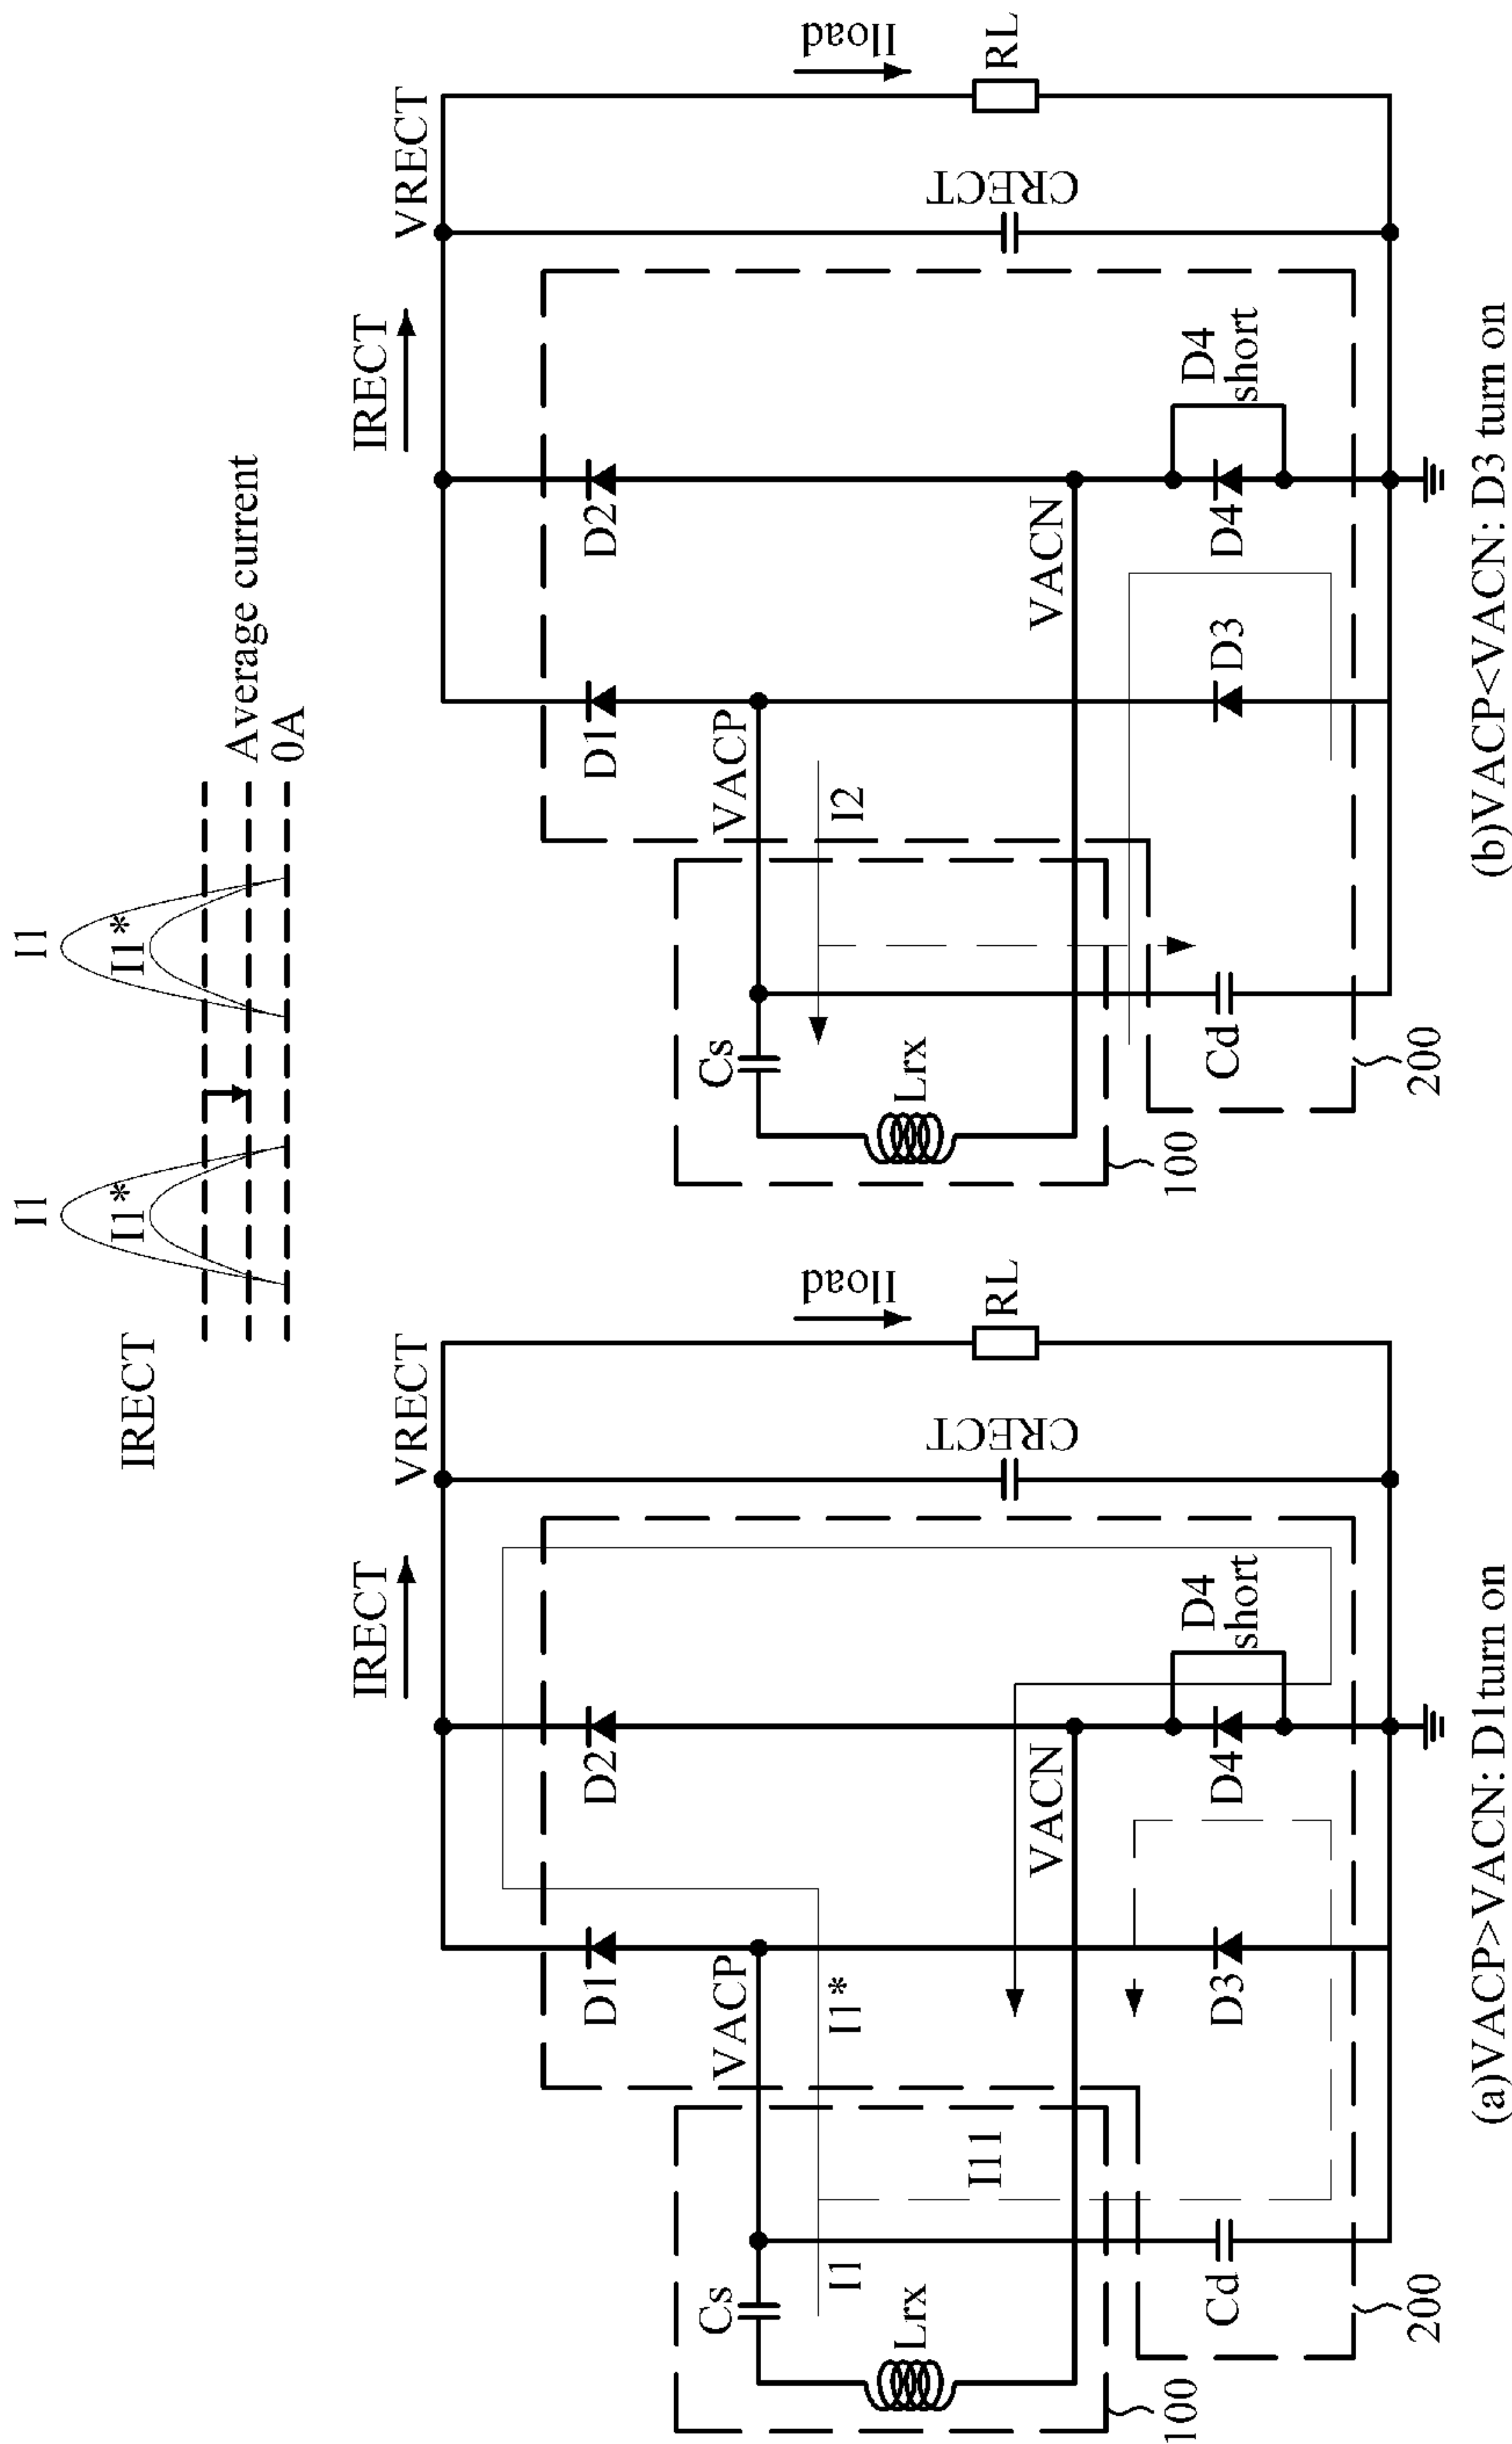 IRECT
I1
I1
I1*
I1*
Average current
0A
IRECT
VRECT
Iload
D1
D2
VACP
Cs
I1
I1*
CRECT
RL
Lrx
I11
VACN
Cd
D3
D4
D4
short
100
200
(a)VACP>VACN: D1turn on
IRECT
VRECT
Iload
D1
D2
VACP
Cs
I2
CRECT
RL
Lrx
VACN
Cd
D3
D4
D4
short
100
200
(b)VACP<VACN: D3 turn on